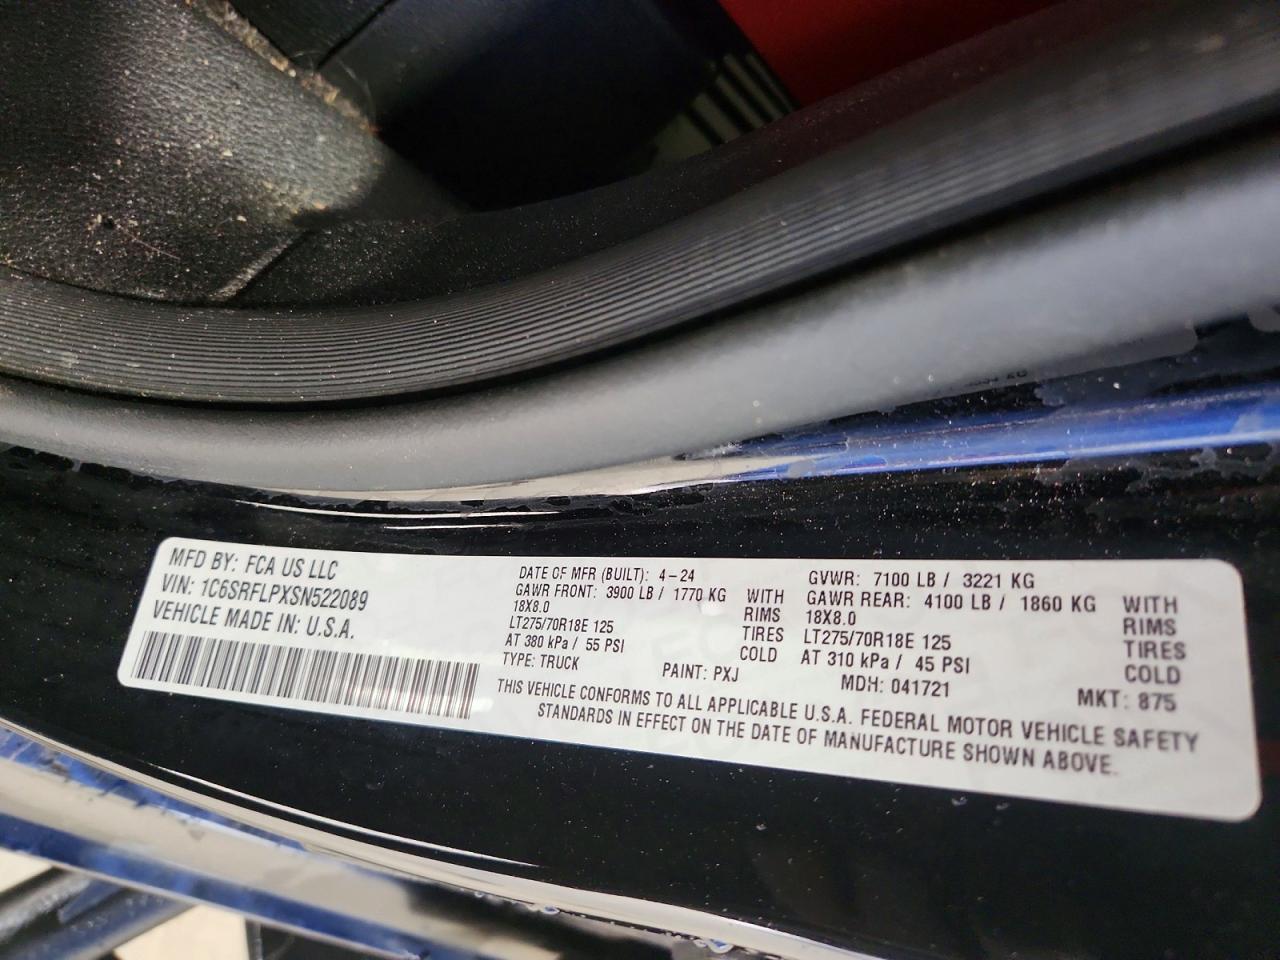 MFD BY: FCA US LLC
VIN: 1C6SRFLPXSN522089
VEHICLE MADE IN: U.S.A.
DATE OF MFR (BUILT): 4-24
GAWR FRONT: 3900 LB / 1770 KG WITH
18X8.0 RIMS
LT275/70R18E 125 TIRES
AT 380 kPa / 55 PSI COLD
TYPE: TRUCK PAINT: PXJ
GVWR: 7100 LB / 3221 KG
GAWR REAR: 4100 LB / 1860 KG WITH
18X8.0 RIMS
LT275/70R18E 125 TIRES
AT 310 kPa / 45 PSI COLD
MDH: 041721 MKT: 875
THIS VEHICLE CONFORMS TO ALL APPLICABLE U.S.A. FEDERAL MOTOR VEHICLE SAFETY
STANDARDS IN EFFECT ON THE DATE OF MANUFACTURE SHOWN ABOVE.